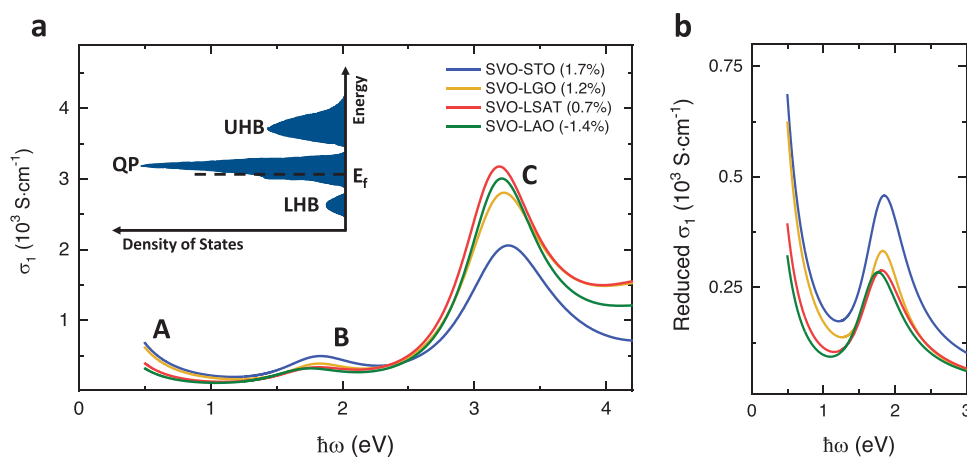 a
σ₁ (10³ S·cm⁻¹)
4
3
2
1
0
1
2
3
4
ħω (eV)
SVO-STO (1.7%)
SVO-LGO (1.2%)
SVO-LSAT (0.7%)
SVO-LAO (-1.4%)
Energy
UHB
QP
E_f
LHB
Density of States
A
B
C
b
Reduced σ₁ (10³ S.cm⁻¹)
0.75
0.50
0.25
0
1
2
3
ħω (eV)